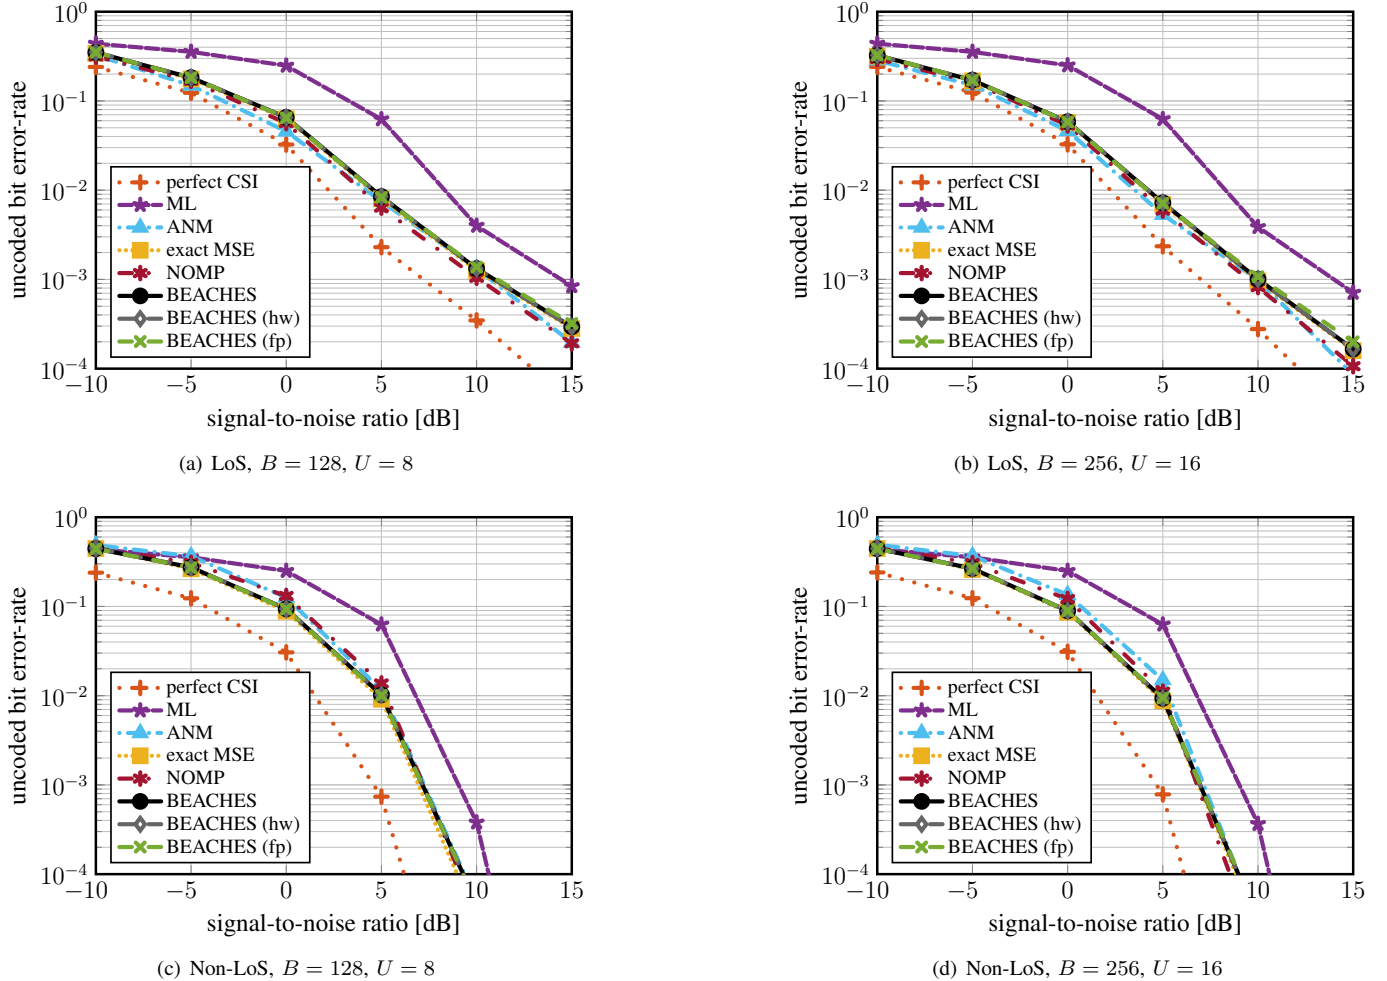 10⁰
10⁻¹
10⁻²
10⁻³
10⁻⁴
uncoded bit error-rate
perfect CSI
ML
ANM
exact MSE
NOMP
BEACHES
BEACHES (hw)
BEACHES (fp)
−10 −5 0 5 10 15
signal-to-noise ratio [dB]
(a) LoS, B = 128, U = 8
10⁰
10⁻¹
10⁻²
10⁻³
10⁻⁴
uncoded bit error-rate
perfect CSI
ML
ANM
exact MSE
NOMP
BEACHES
BEACHES (hw)
BEACHES (fp)
−10 −5 0 5 10 15
signal-to-noise ratio [dB]
(b) LoS, B = 256, U = 16
10⁰
10⁻¹
10⁻²
10⁻³
10⁻⁴
uncoded bit error-rate
perfect CSI
ML
ANM
exact MSE
NOMP
BEACHES
BEACHES (hw)
BEACHES (fp)
−10 −5 0 5 10 15
signal-to-noise ratio [dB]
(c) Non-LoS, B = 128, U = 8
10⁰
10⁻¹
10⁻²
10⁻³
10⁻⁴
uncoded bit error-rate
perfect CSI
ML
ANM
exact MSE
NOMP
BEACHES
BEACHES (hw)
BEACHES (fp)
−10 −5 0 5 10 15
signal-to-noise ratio [dB]
(d) Non-LoS, B = 256, U = 16